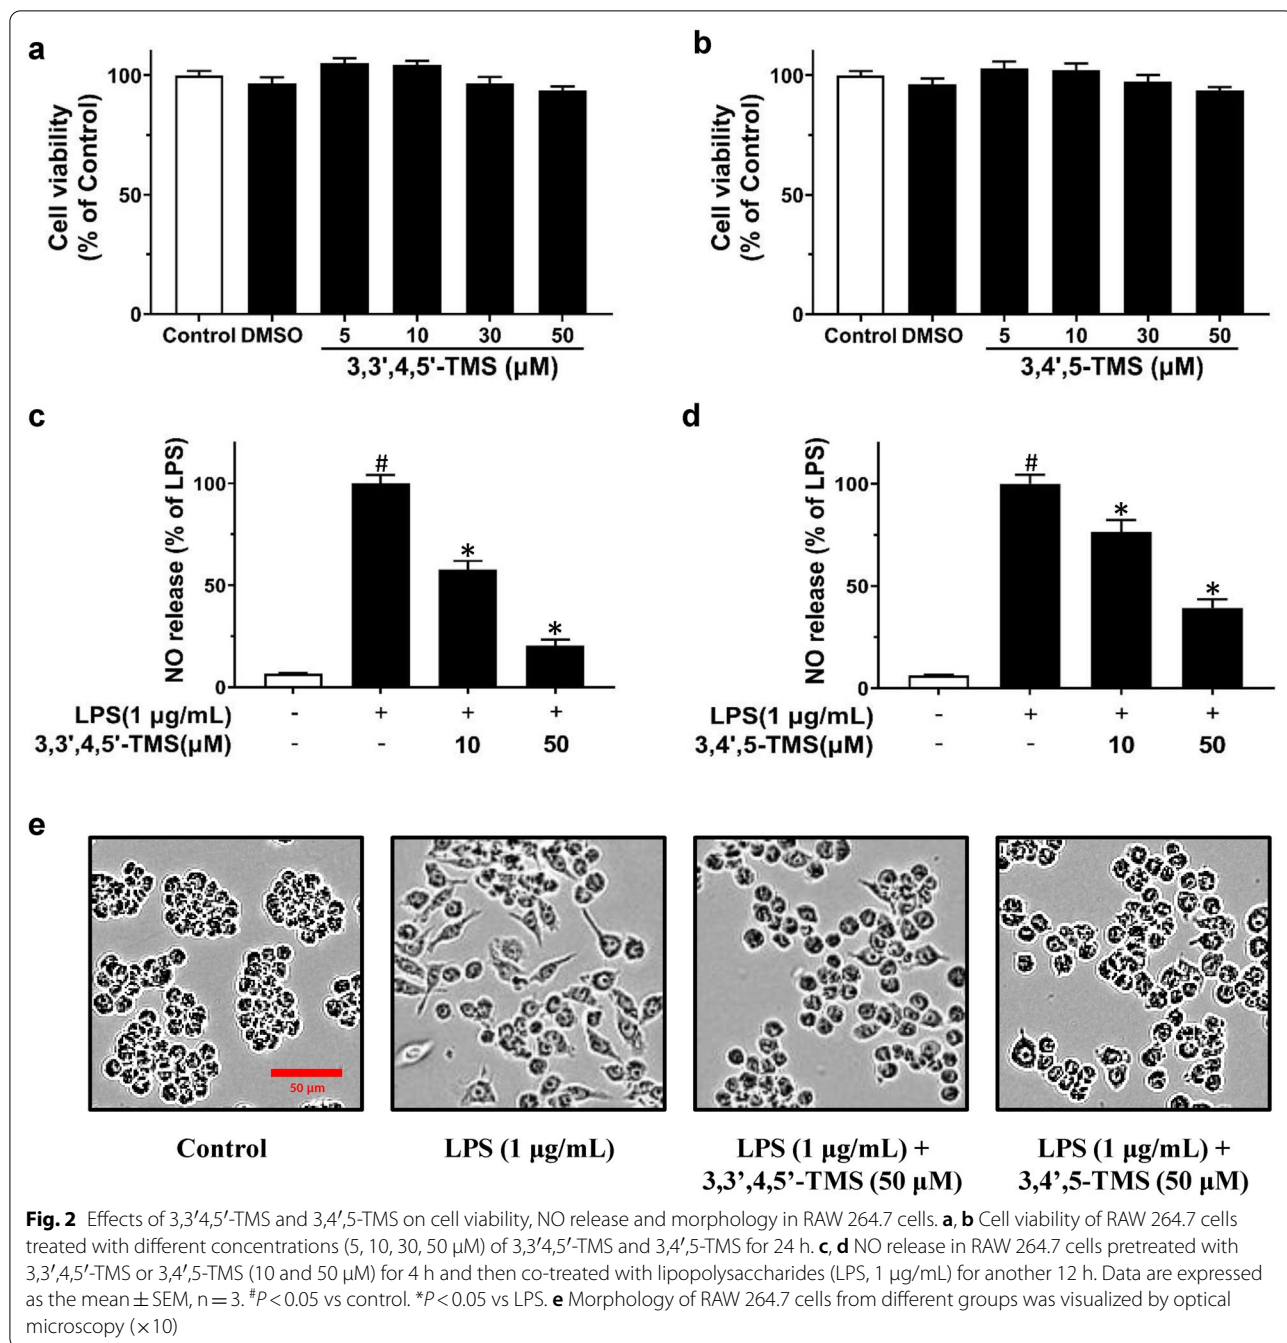 a
Cell viability
(% of Control)
100
50
0
Control DMSO 5 10 30 50
3,3',4,5'-TMS (μM)
b
Cell viability
(% of Control)
100
50
0
Control DMSO 5 10 30 50
3,4',5-TMS (μM)
c
NO release (% of LPS)
100
50
0
#
*
*
LPS(1 μg/mL) - + + +
3,3',4,5'-TMS(μM) - - 10 50
d
NO release (% of LPS)
100
50
0
#
*
*
LPS(1 μg/mL) - + + +
3,4',5-TMS(μM) - - 10 50
e
50 μm
Control
LPS (1 μg/mL)
LPS (1 μg/mL) +
3,3’,4,5’-TMS (50 μM)
LPS (1 μg/mL) +
3,4’,5-TMS (50 μM)
Fig. 2 Effects of 3,3′4,5′-TMS and 3,4′,5-TMS on cell viability, NO release and morphology in RAW 264.7 cells. a, b Cell viability of RAW 264.7 cells
treated with different concentrations (5, 10, 30, 50 μM) of 3,3′4,5′-TMS and 3,4′,5-TMS for 24 h. c, d NO release in RAW 264.7 cells pretreated with
3,3′,4,5′-TMS or 3,4′,5-TMS (10 and 50 μM) for 4 h and then co-treated with lipopolysaccharides (LPS, 1 μg/mL) for another 12 h. Data are expressed
as the mean ± SEM, n = 3. #P < 0.05 vs control. *P < 0.05 vs LPS. e Morphology of RAW 264.7 cells from different groups was visualized by optical
microscopy (×10)